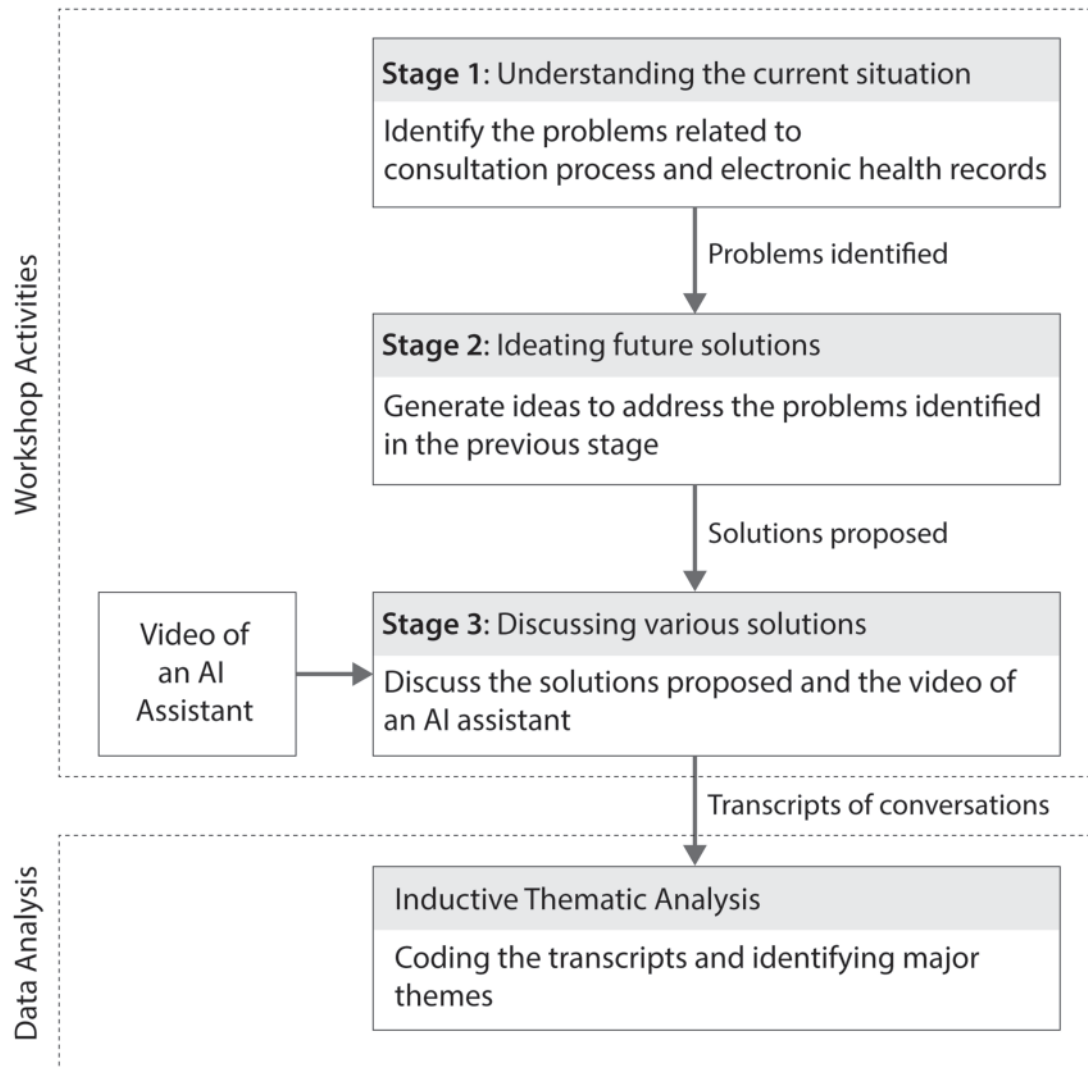 Workshop Activities
Stage 1: Understanding the current situation
Identify the problems related to
consultation process and electronic health records
Problems identified
Stage 2: Ideating future solutions
Generate ideas to address the problems identified
in the previous stage
Solutions proposed
Video of
an AI
Assistant
Stage 3: Discussing various solutions
Discuss the solutions proposed and the video of
an AI assistant
Transcripts of conversations
Data Analysis
Inductive Thematic Analysis
Coding the transcripts and identifying major
themes